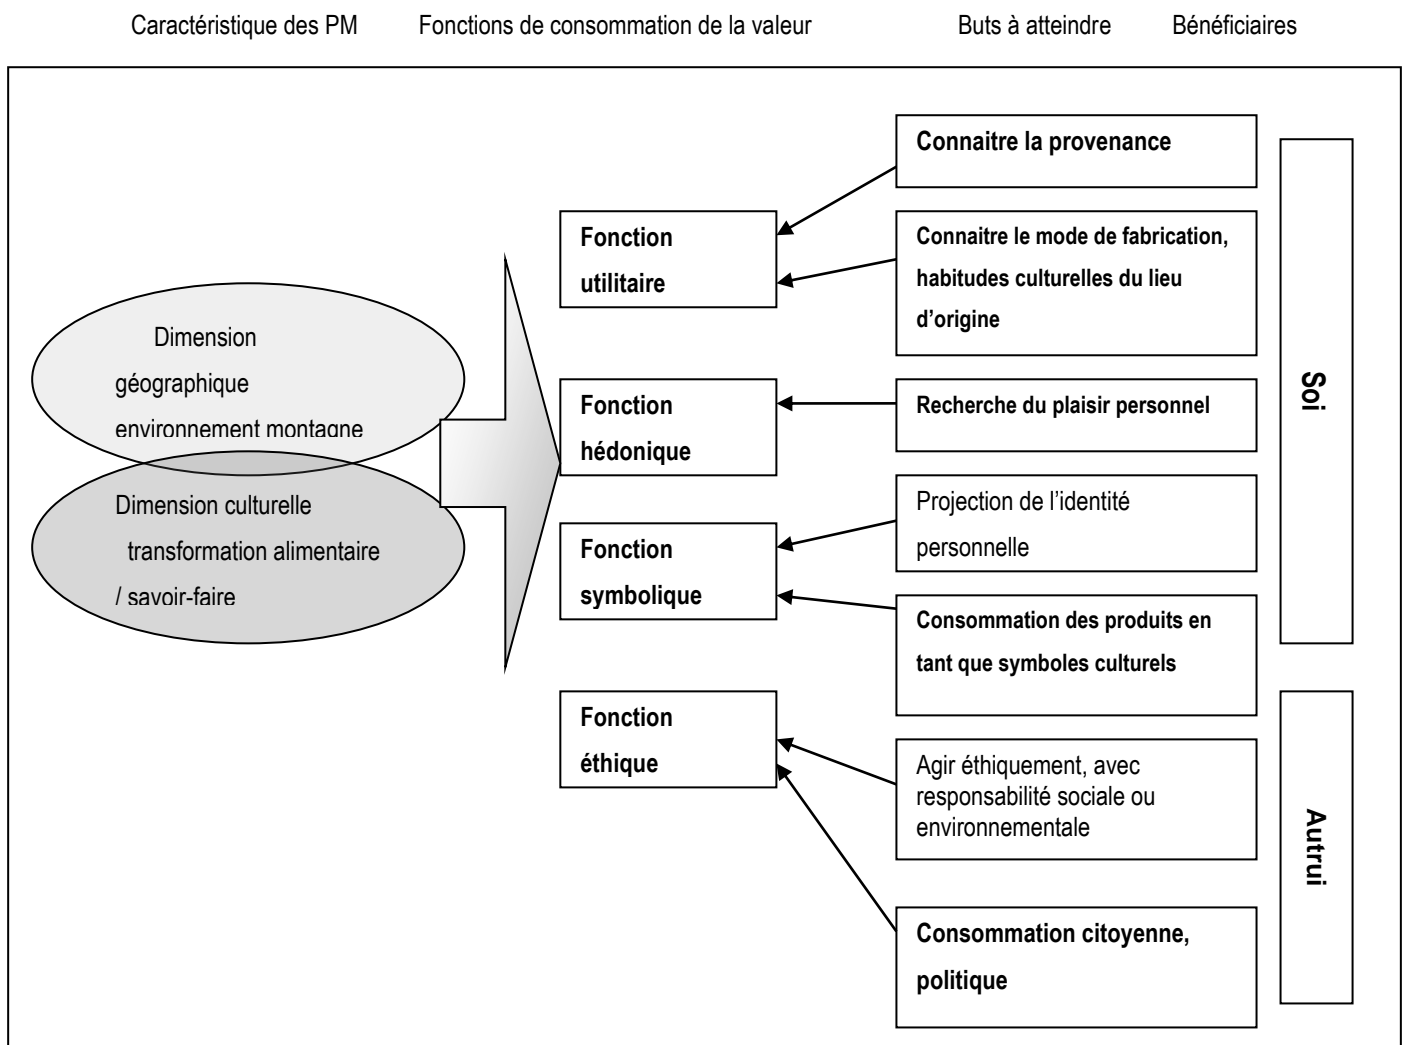 Caractéristique des PM
Fonctions de consommation de la valeur
Buts à atteindre
Bénéficiaires
Dimension
géographique
environnement montagne
Dimension culturelle
transformation alimentaire
/ savoir-faire
Fonction
utilitaire
Fonction
hédonique
Fonction
symbolique
Fonction
éthique
Connaitre la provenance
Connaitre le mode de fabrication,
habitudes culturelles du lieu
d’origine
Recherche du plaisir personnel
Projection de l’identité
personnelle
Consommation des produits en
tant que symboles culturels
Agir éthiquement, avec
responsabilité sociale ou
environnementale
Consommation citoyenne,
politique
Soi
Autrui